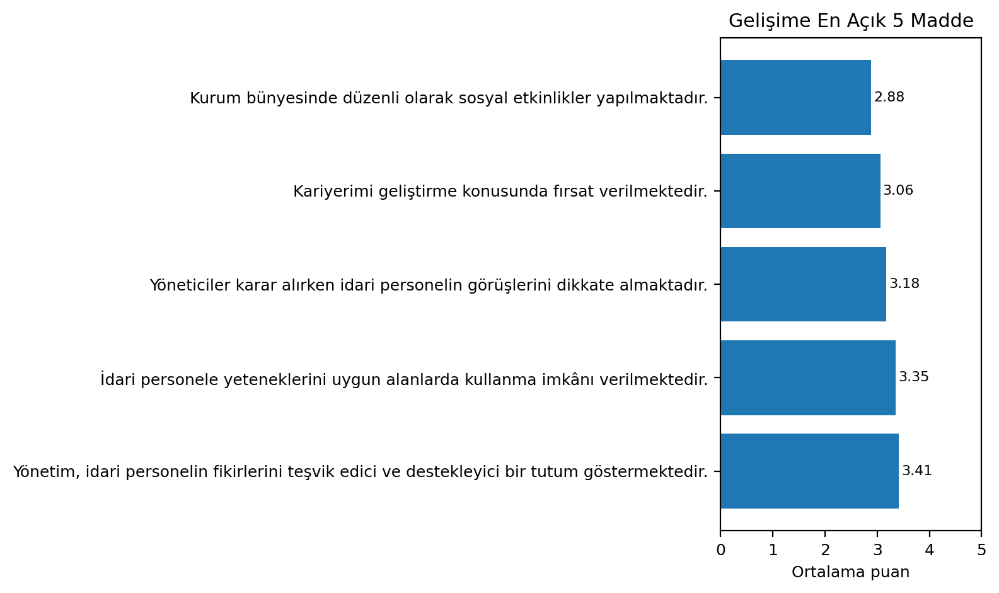 Gelişime En Açık 5 Madde
Kurum bünyesinde düzenli olarak sosyal etkinlikler yapılmaktadır.
2.88
Kariyerimi geliştirme konusunda fırsat verilmektedir.
3.06
Yöneticiler karar alırken idari personelin görüşlerini dikkate almaktadır.
3.18
İdari personele yeteneklerini uygun alanlarda kullanma imkânı verilmektedir.
3.35
Yönetim, idari personelin fikirlerini teşvik edici ve destekleyici bir tutum göstermektedir.
3.41
0 1 2 3 4 5
Ortalama puan